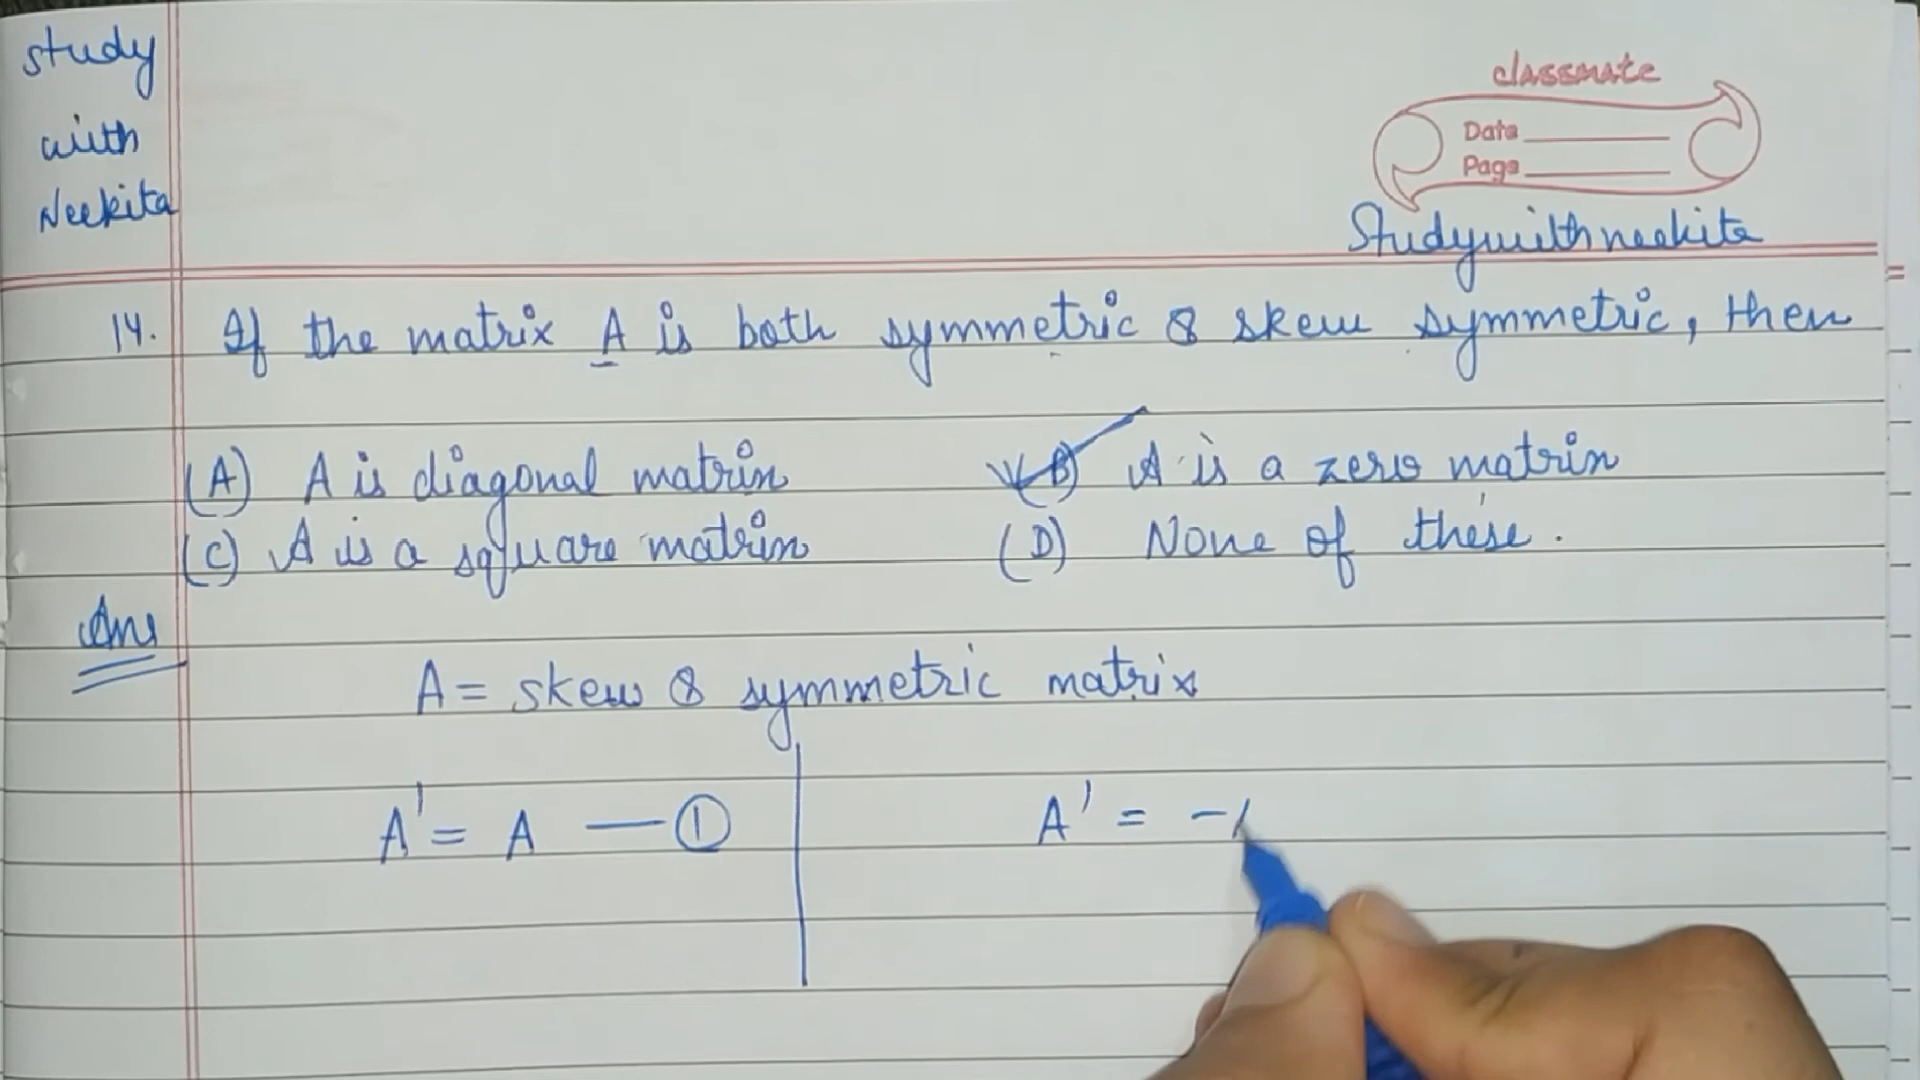 study
with
Neekita
classmate
Date
Page
Studywithneekita
14. If the matrix A is both symmetric & skew symmetric, then
(A) A is diagonal matrix (B) A is a zero matrix
(C) A is a square matrix (D) None of these.
Ans
A = skew & symmetric matrix
A' = A — ① A' = -